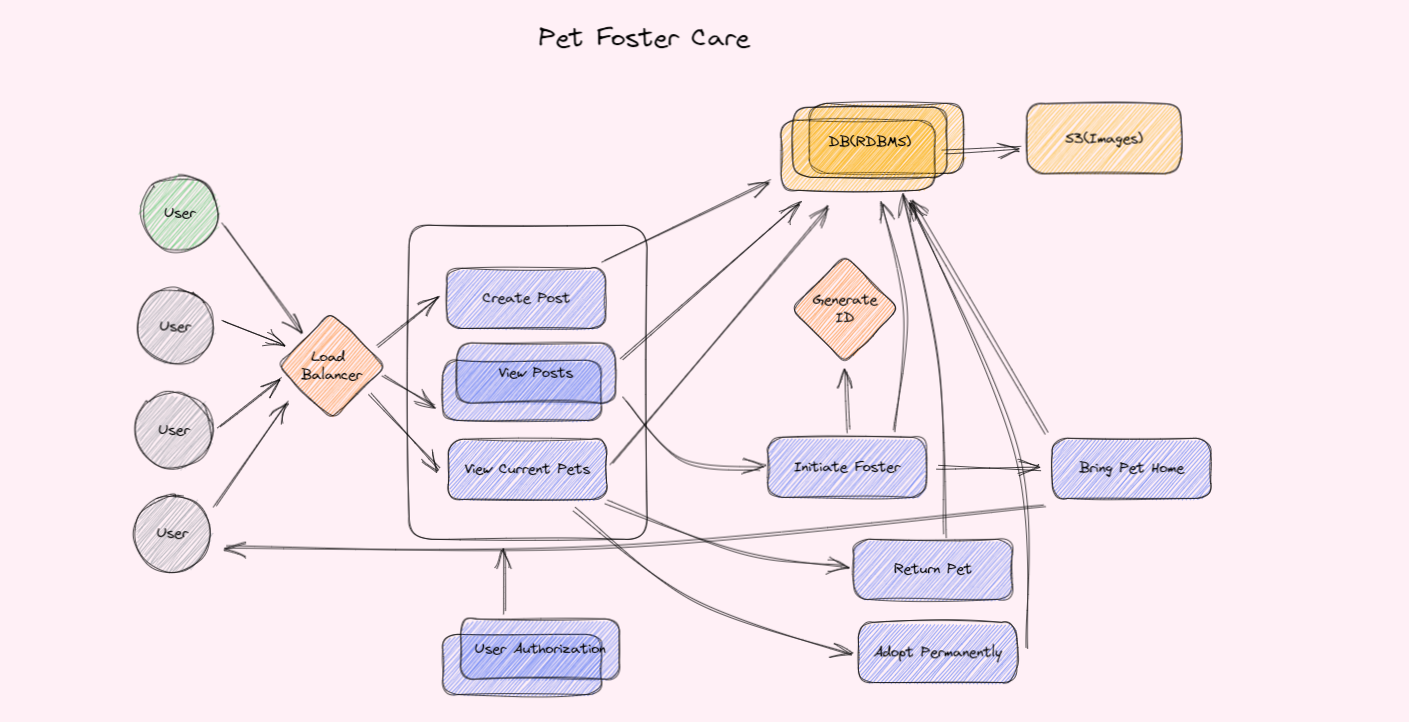 Pet Foster Care
DB(RDBMS)
S3(Images)
User
Create Post
Generate
ID
User
Load
Balancer
View Posts
User
View Current Pets
Initiate Foster
Bring Pet Home
User
Return Pet
User Authorization
Adopt Permanently